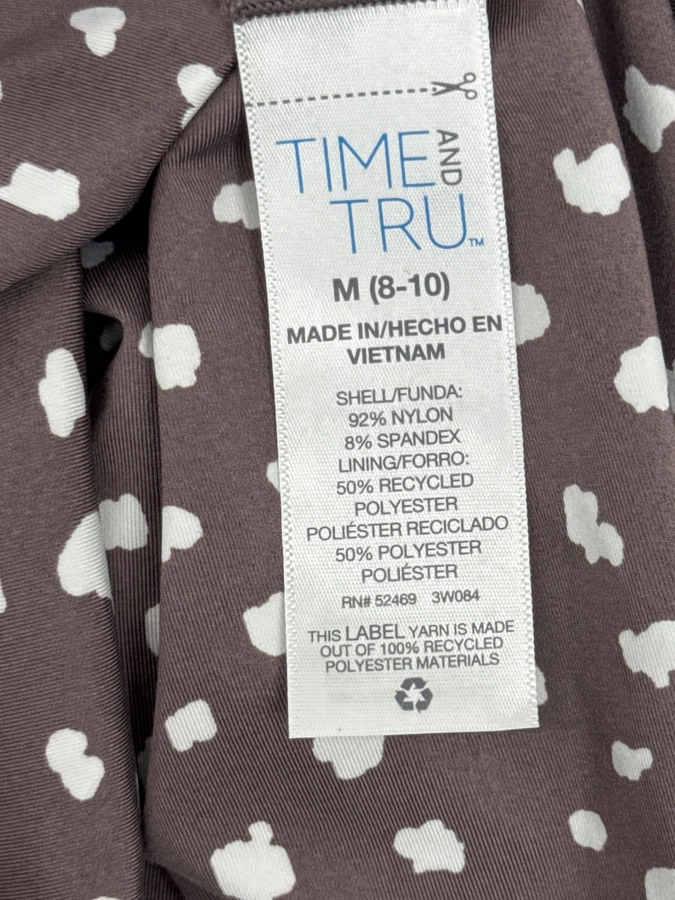 TIME AND
TRU™
M (8-10)
MADE IN/HECHO EN
VIETNAM
SHELL/FUNDA:
92% NYLON
8% SPANDEX
LINING/FORRO:
50% RECYCLED
POLYESTER
POLIÉSTER RECICLADO
50% POLYESTER
POLIÉSTER
RN# 52469 3W084
THIS LABEL YARN IS MADE
OUT OF 100% RECYCLED
POLYESTER MATERIALS